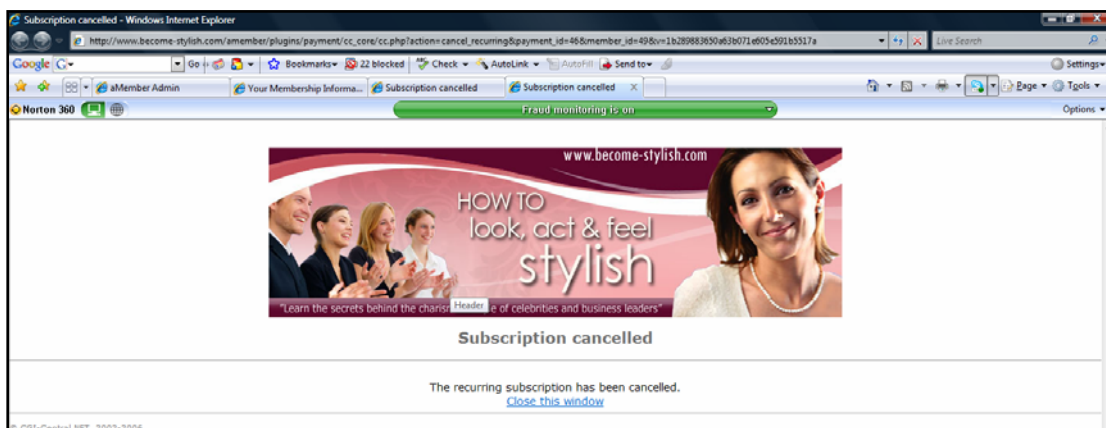 Subscription cancelled - Windows Internet Explorer
http://www.become-stylish.com/amember/plugins/payment/cc_core/cc.php?action=cancel_recurring&payment_id=46&member_id=49&v=1b289883650a63b071e605e591b5517a
Live Search
Google
Go
Bookmarks
22 blocked
Check
AutoLink
AutoFill
Send to
Settings
aMember Admin
Your Membership Informa...
Subscription cancelled
Subscription cancelled
Page
Tools
Norton 360
Fraud monitoring is on
Options
www.become-stylish.com
HOW TO
look, act & feel
stylish
"Learn the secrets behind the charis
Header
e of celebrities and business leaders"
Subscription cancelled
The recurring subscription has been cancelled.
Close this window